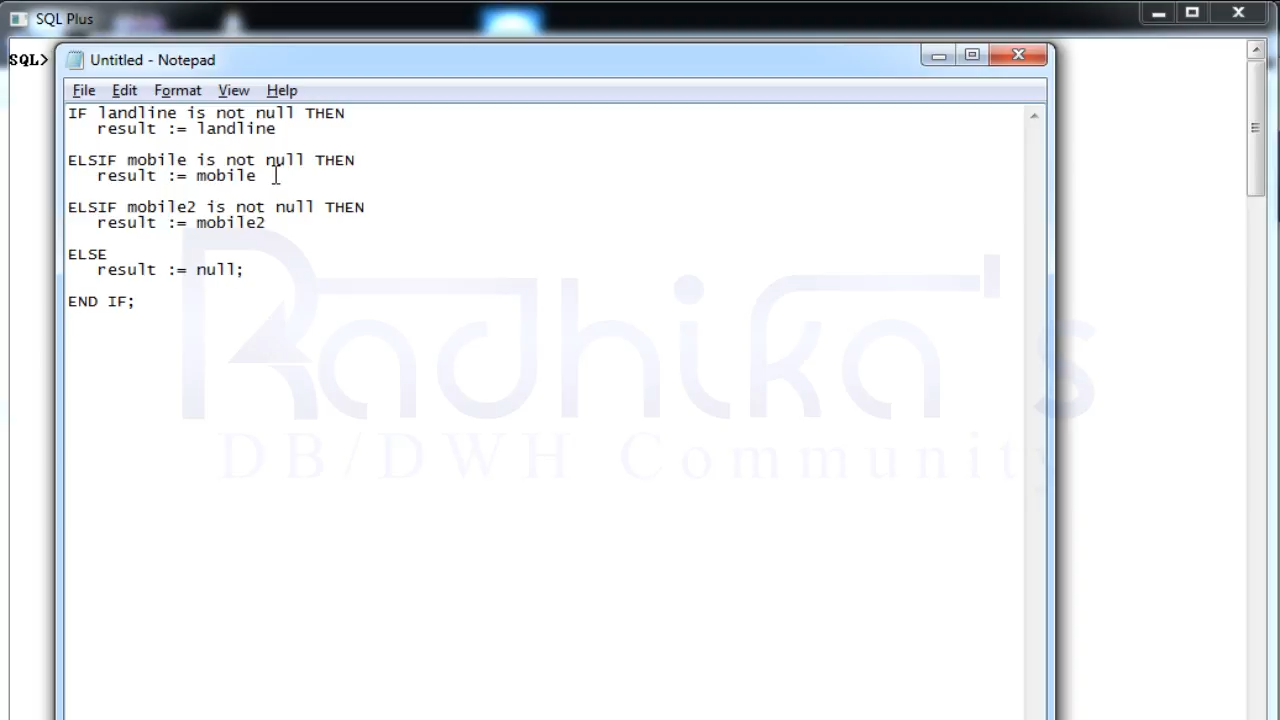 SQL Plus
SQL>
Untitled - Notepad
File Edit Format View Help
IF landline is not null THEN
result := landline
ELSIF mobile is not null THEN
result := mobile
ELSIF mobile2 is not null THEN
result := mobile2
ELSE
result := null;
END IF;
Radhika's
DB/DWH Community